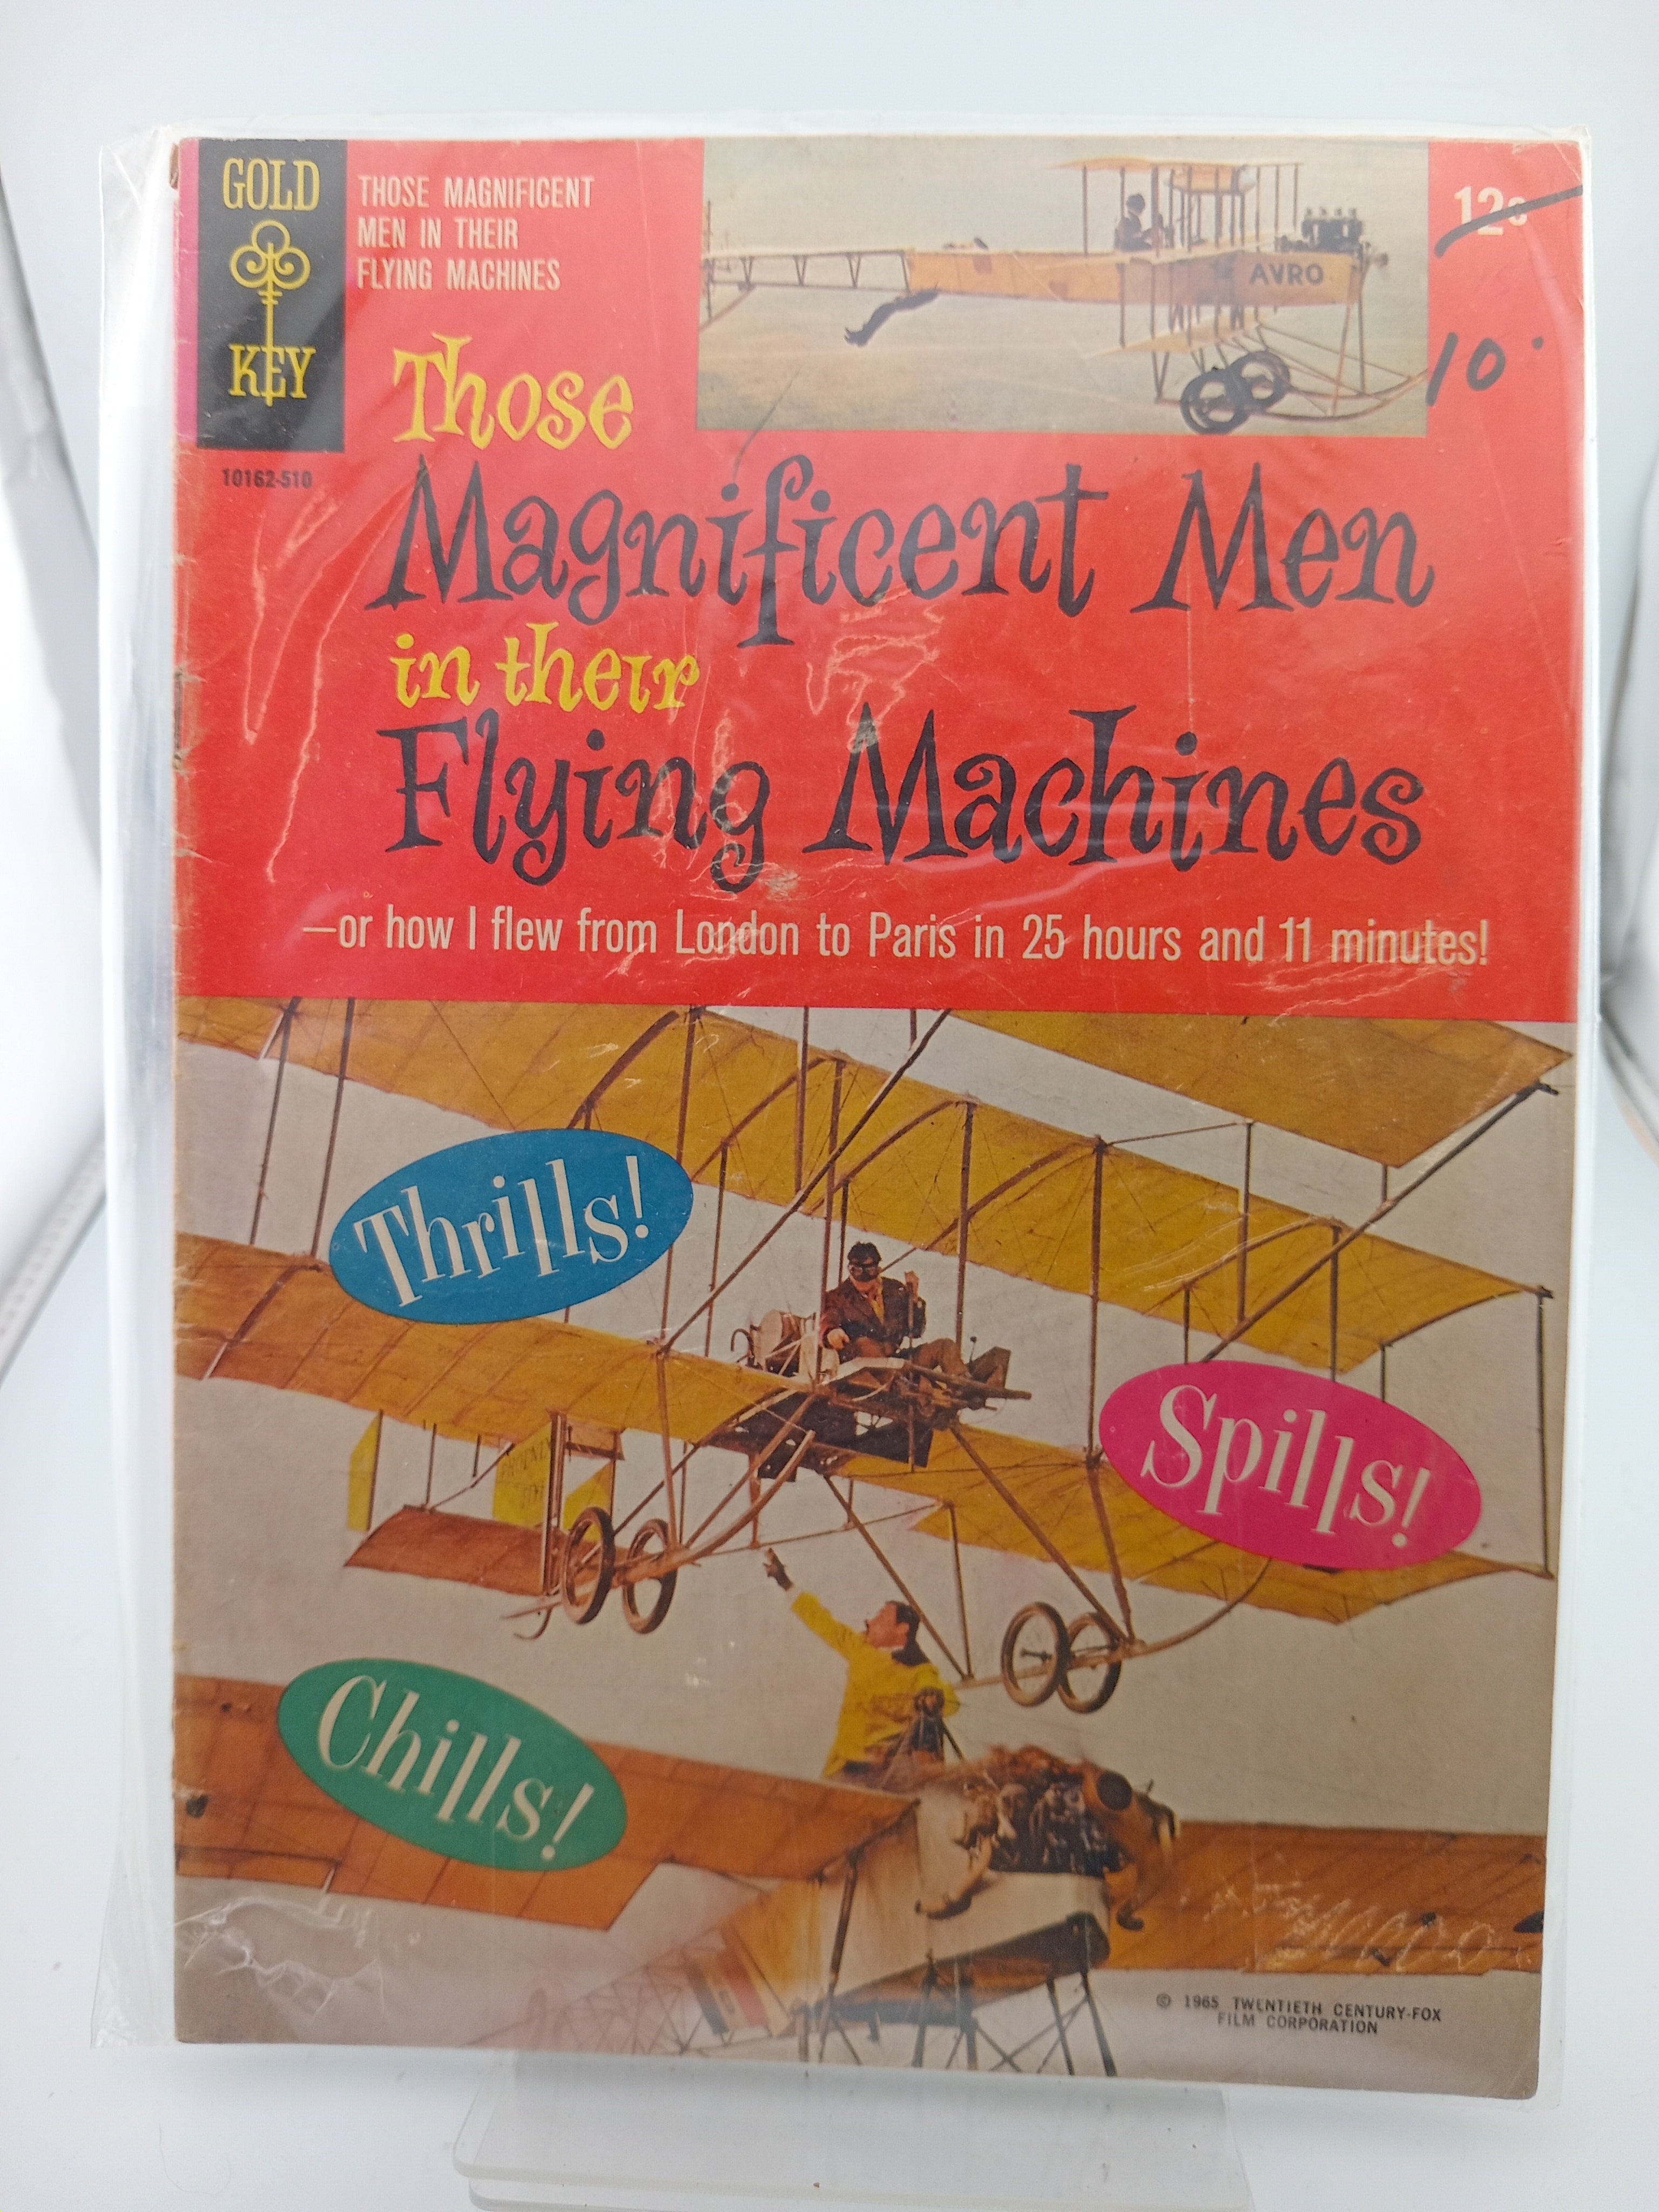 GOLD
KEY
10162-510
THOSE MAGNIFICENT
MEN IN THEIR
FLYING MACHINES
AVRO
12¢
10
Those
Magnificent Men
in their
Flying Machines
—or how I flew from London to Paris in 25 hours and 11 minutes!
Thrills!
Spills!
Chills!
© 1965 TWENTIETH CENTURY-FOX
FILM CORPORATION